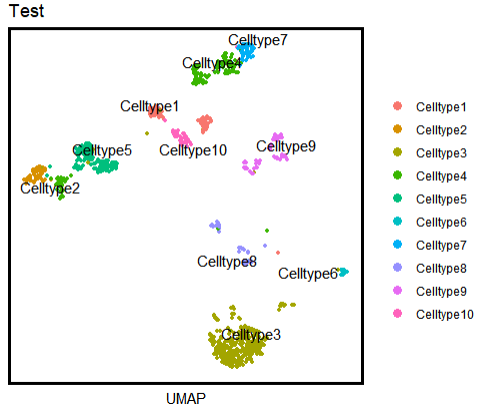 Test
Celltype7
Celltype4
Celltype1
Celltype10
Celltype9
Celltype5
Celltype2
Celltype8
Celltype6
Celltype3
UMAP
Celltype1
Celltype2
Celltype3
Celltype4
Celltype5
Celltype6
Celltype7
Celltype8
Celltype9
Celltype10